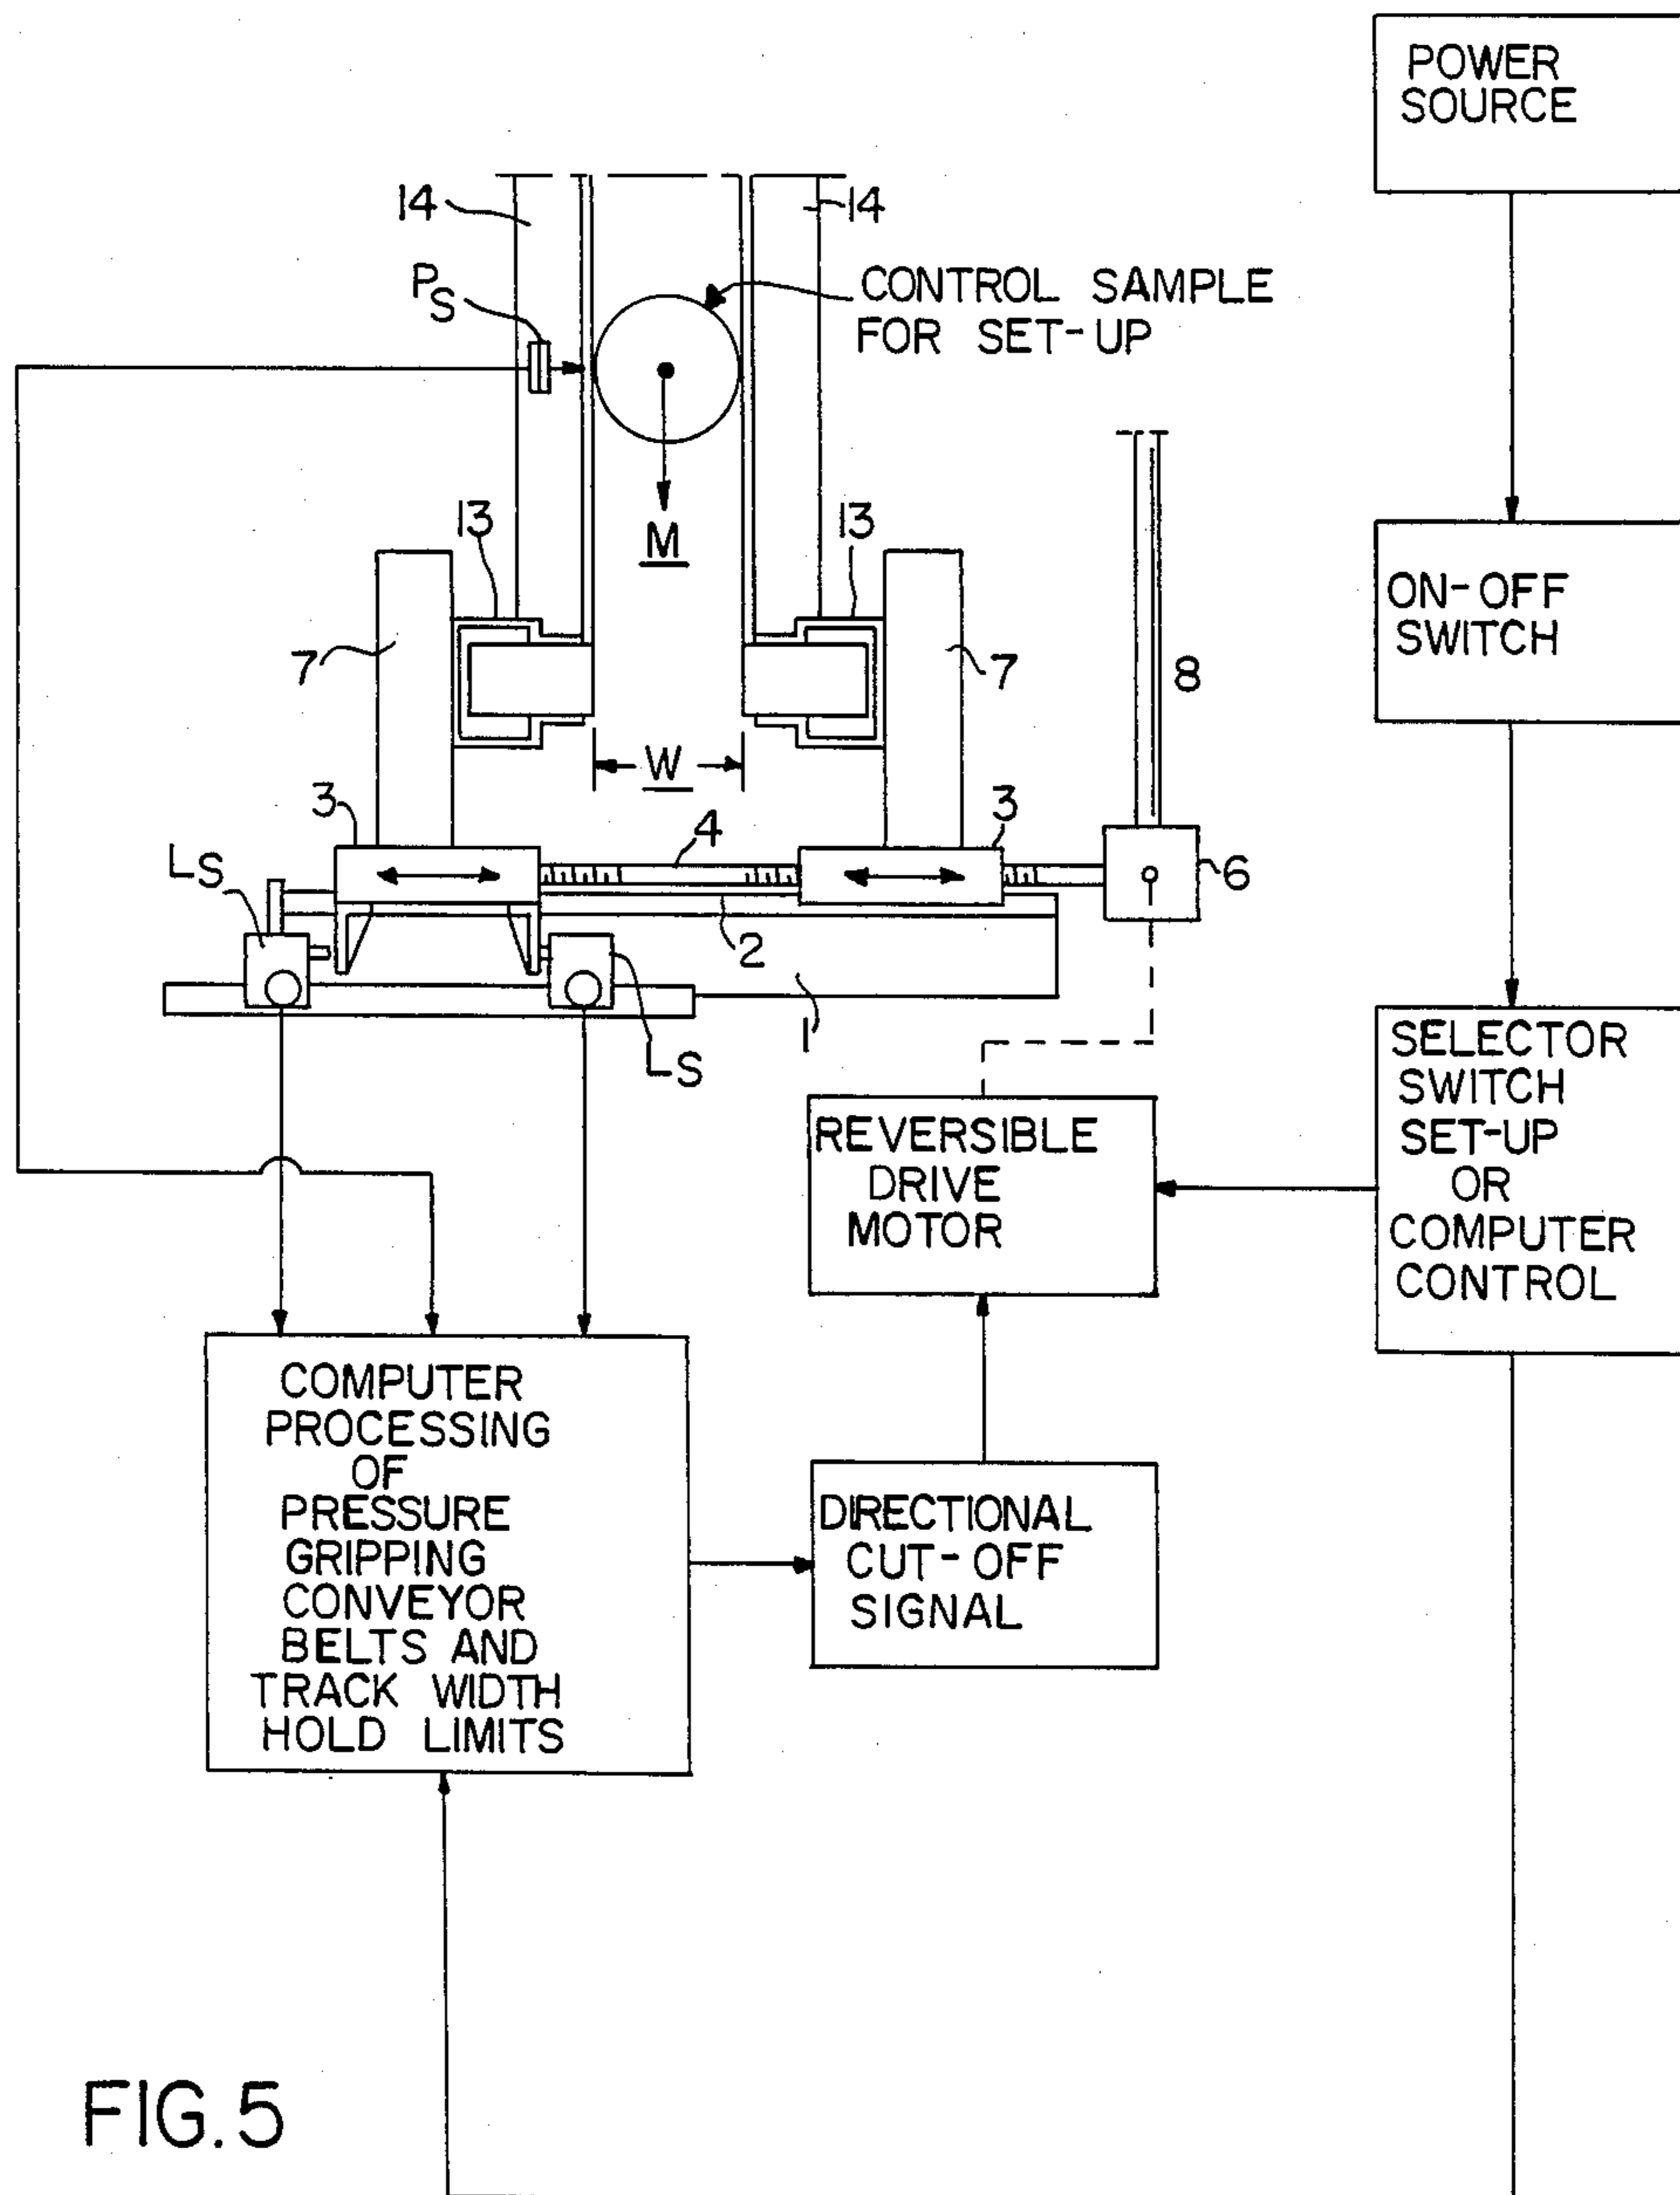 POWER
SOURCE
14
14
PS
CONTROL SAMPLE
FOR SET-UP
13
13
M
ON-OFF
SWITCH
7
7
8
W
3
3
4
LS
6
2
LS
1
SELECTOR
SWITCH
SET-UP
OR
COMPUTER
CONTROL
REVERSIBLE
DRIVE
MOTOR
COMPUTER
PROCESSING
OF
PRESSURE
GRIPPING
CONVEYOR
BELTS AND
TRACK WIDTH
HOLD LIMITS
DIRECTIONAL
CUT-OFF
SIGNAL
FIG. 5